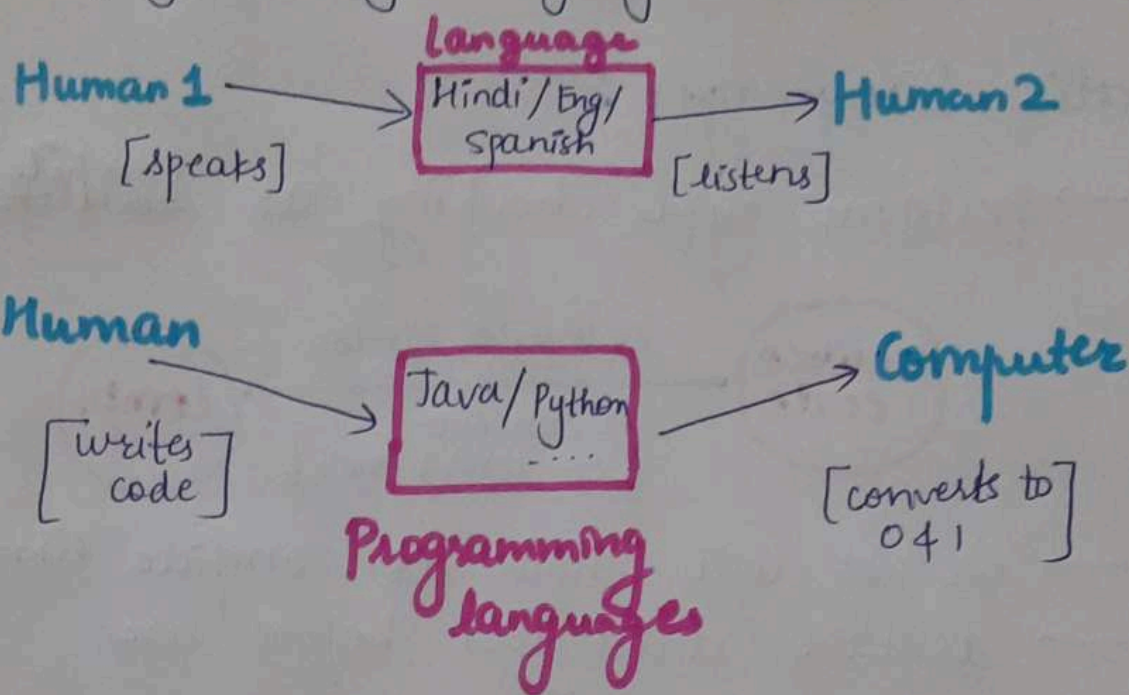 language
Human 1
Hindi/Eng/
spanish
Human 2
[speaks]
[listens]
Human
Java/Python
....
Computer
[writes
code]
[converts to
0 & 1]
Programming
languages